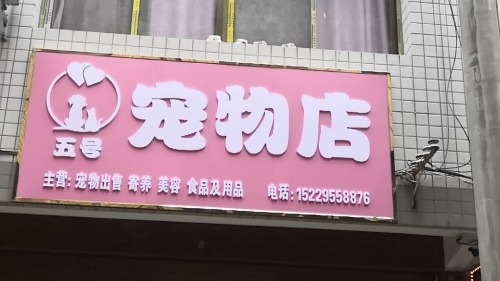 宠物店
五号
主营: 宠物出售 寄养 美容 食品及用品 电话: 15229558876